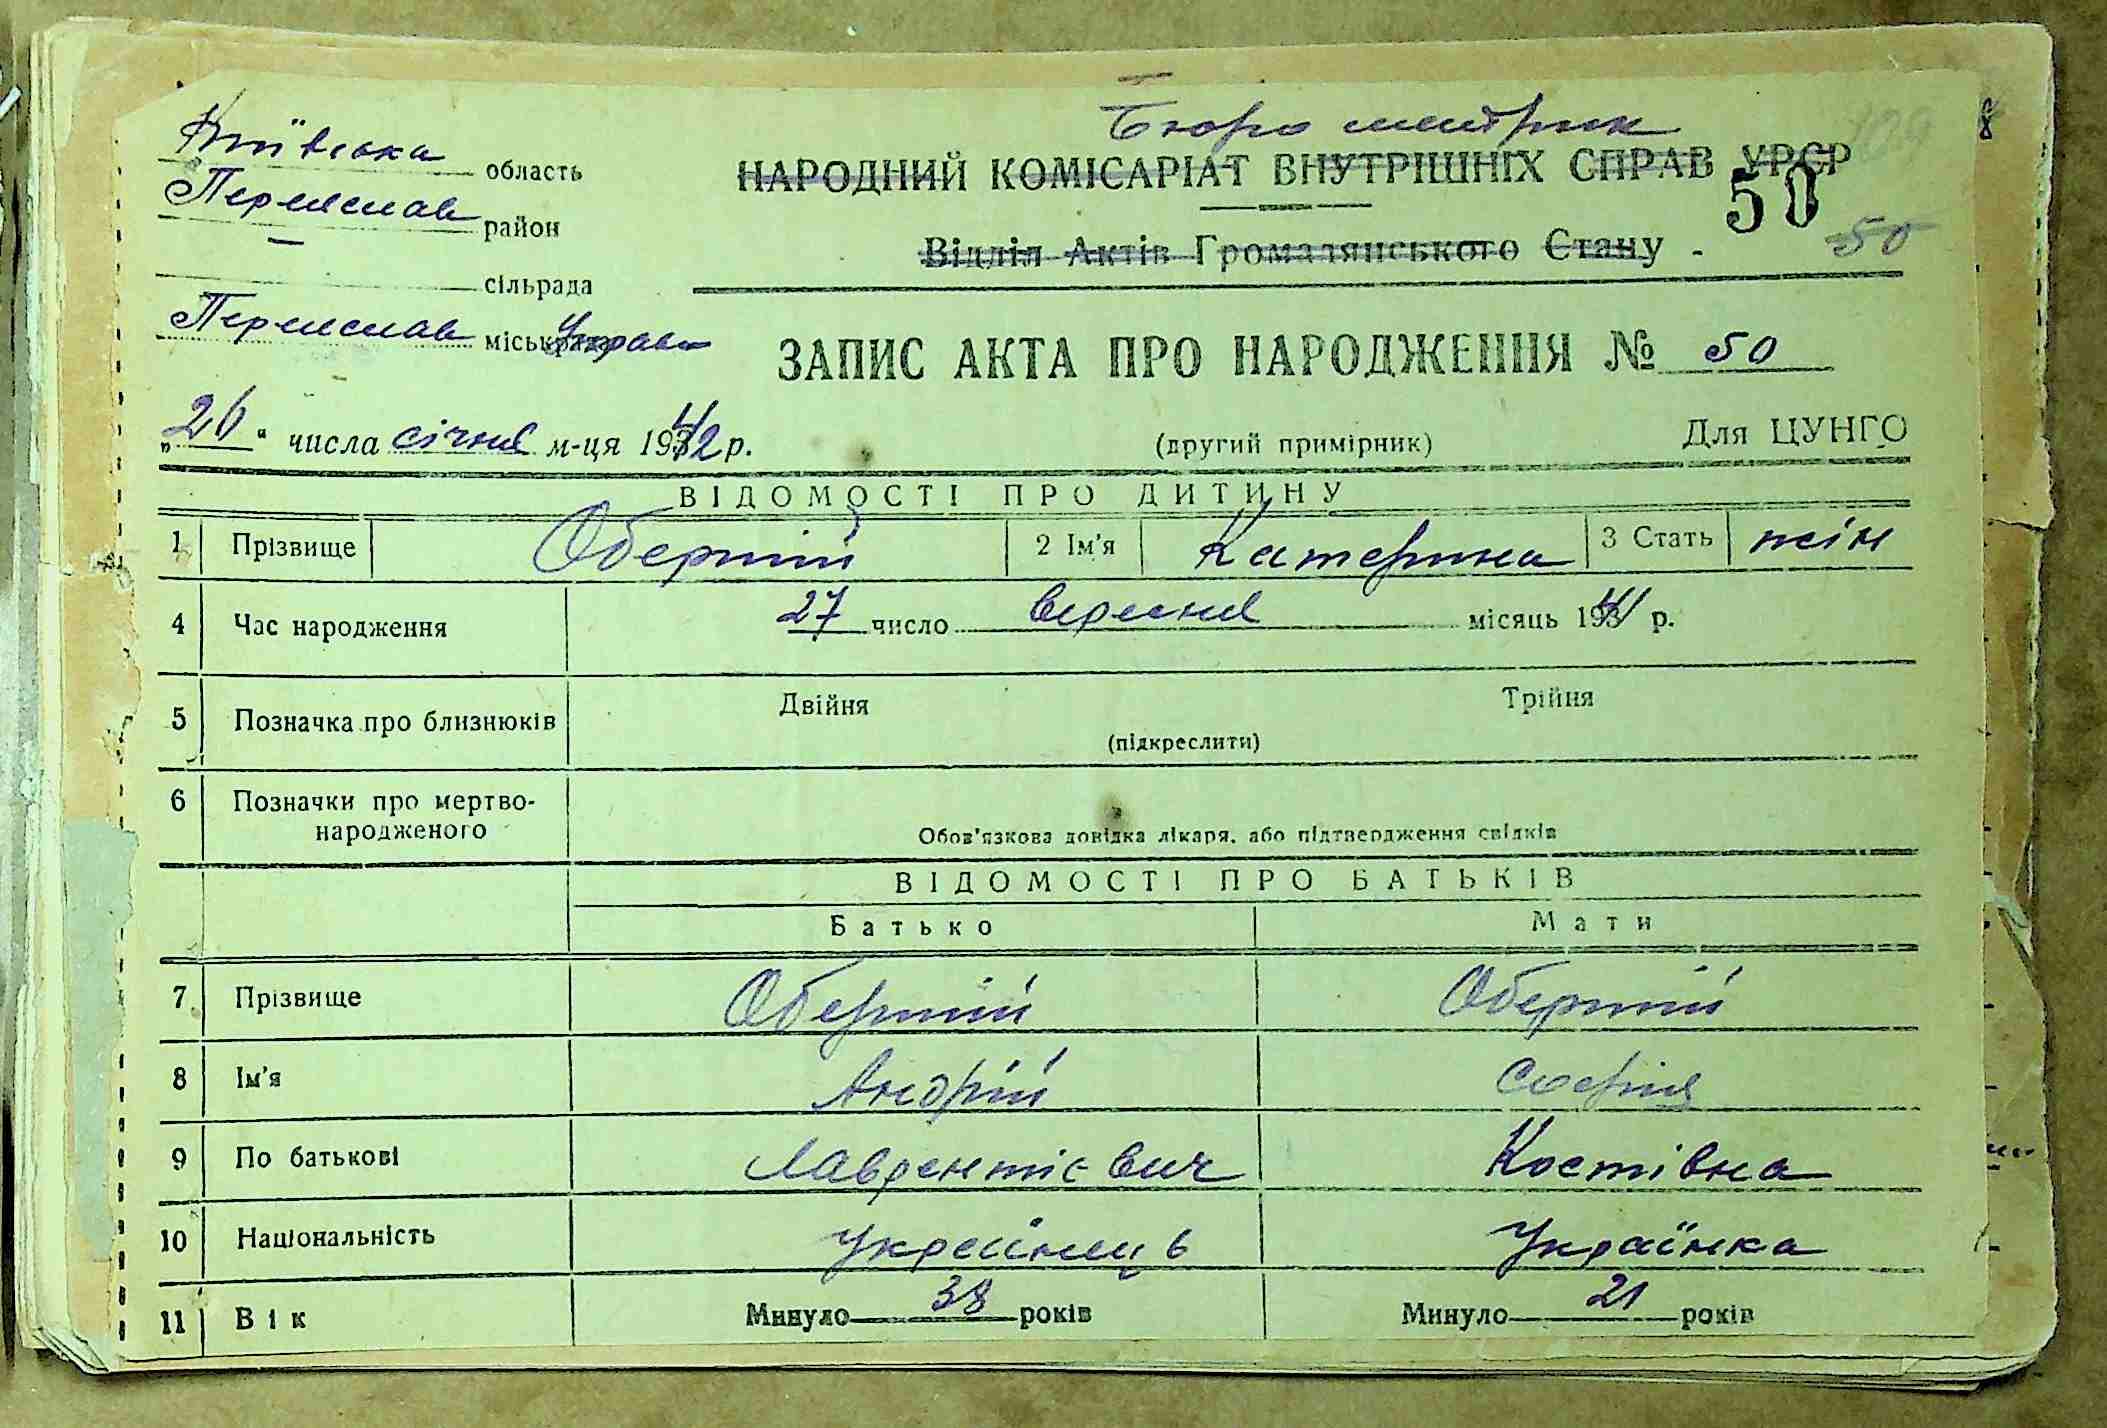 Бюро метрик
Київська область
НАРОДНИЙ КОМІСАРІАТ ВНУТРІШНІХ СПРАВ УРСР
Переяслав район
50
— сільрада
Відділ Актів Громадянського Стану - 50
Переяслав міськ управа
ЗАПИС АКТА ПРО НАРОДЖЕННЯ № 50
„26“ числа січня м-ця 1942 р.
(другий примірник)
Для ЦУНГО
ВІДОМОСТІ ПРО ДИТИНУ
1 Прізвище Оберній 2 Ім'я Катерина 3 Стать жін
4 Час народження 27 число вересня місяць 1941 р.
5 Позначка про близнюків Двійня Трійня
(підкреслити)
6 Позначки про мертво-
народженого
Обов'язкова довідка лікаря, або підтвердження свідків
ВІДОМОСТІ ПРО БАТЬКІВ
Батько Мати
7 Прізвище Оберній Оберній
8 Ім'я Андрій Софія
9 По батькові Лаврентієвич Костівна
10 Національність Українець Українка
11 Вік Минуло 38 років Минуло 21 років